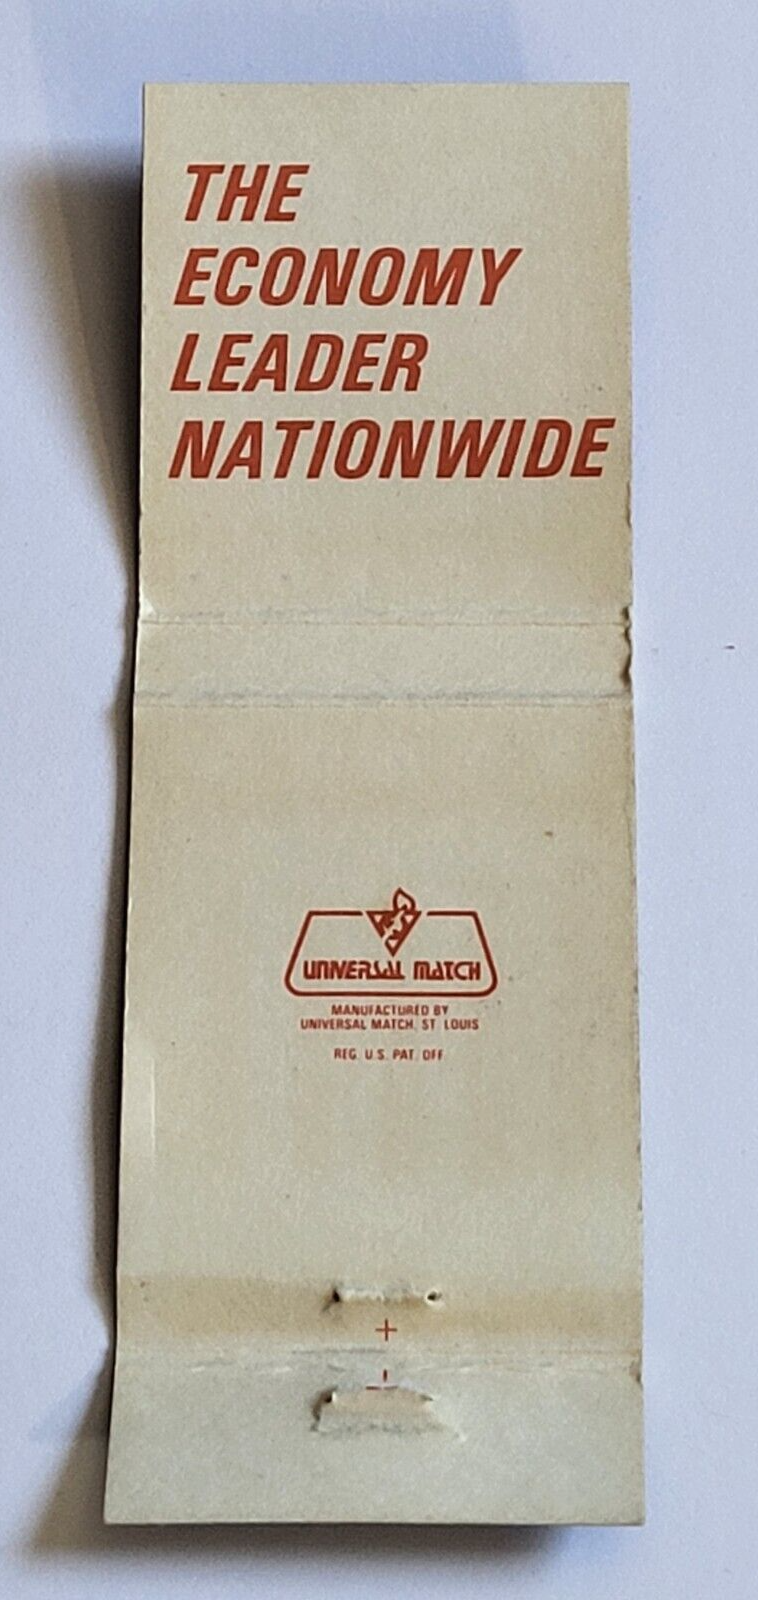 THE
ECONOMY
LEADER
NATIONWIDE
UNIVERSAL MATCH
MANUFACTURED BY
UNIVERSAL MATCH, ST. LOUIS
REG. U.S. PAT. OFF.